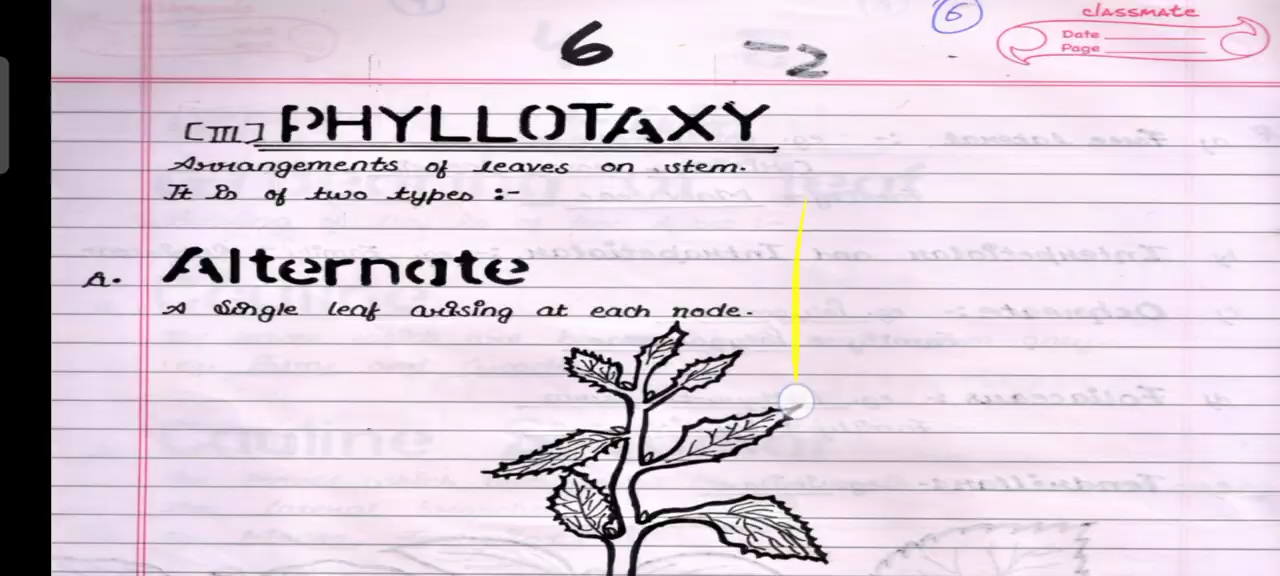 6
-2
6
classmate
Date
Page
[III] PHYLLOTAXY
Arrangements of leaves on stem.
It is of two types :-
A. Alternate
A single leaf arising at each node.